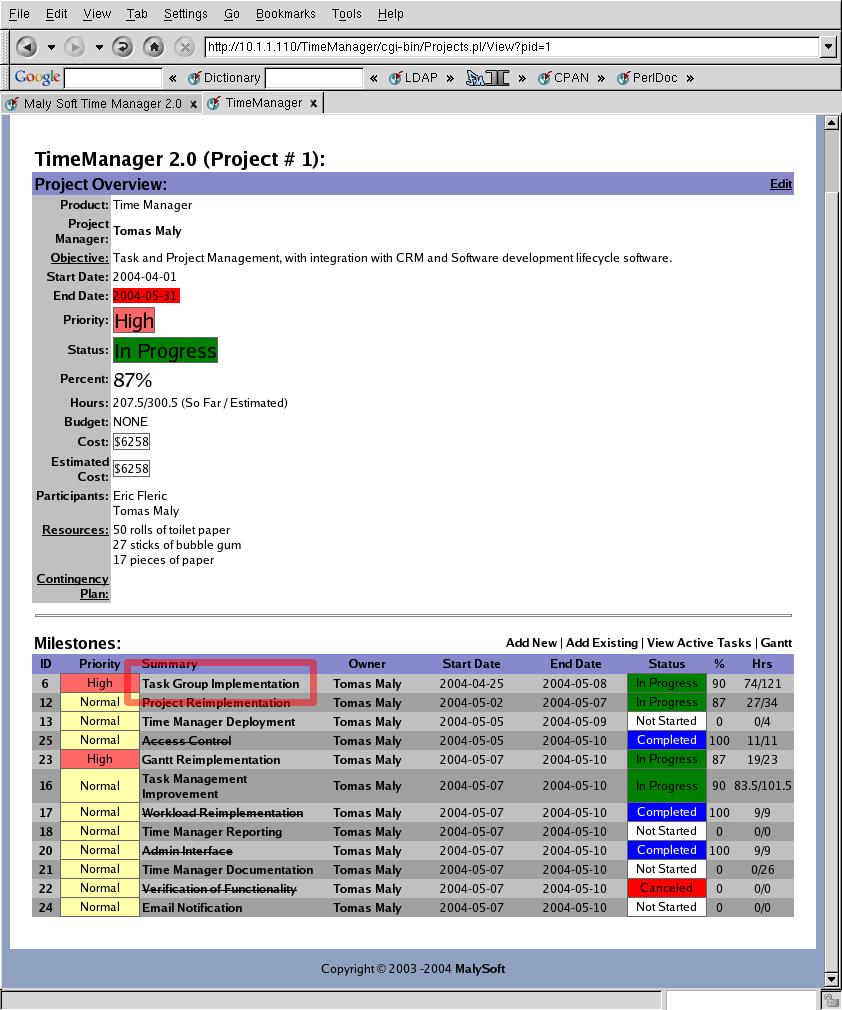 File Edit View Tab Settings Go Bookmarks Tools Help
http://10.1.1.110/TimeManager/cgi-bin/Projects.pl/View?pid=1
Google « Dictionary « LDAP » » CPAN » PerlDoc »
Maly Soft Time Manager 2.0 x TimeManager x
TimeManager 2.0 (Project # 1):
Project Overview: Edit
Product: Time Manager
Project Manager: Tomas Maly
Objective: Task and Project Management, with integration with CRM and Software development lifecycle software.
Start Date: 2004-04-01
End Date: 2004-05-31
Priority: High
Status: In Progress
Percent: 87%
Hours: 207.5/300.5 (So Far / Estimated)
Budget: NONE
Cost: $6258
Estimated Cost: $6258
Participants: Eric Fleric
Tomas Maly
Resources: 50 rolls of toilet paper
27 sticks of bubble gum
17 pieces of paper
Contingency Plan:
Milestones: Add New | Add Existing | View Active Tasks | Gantt
ID Priority Summary Owner Start Date End Date Status % Hrs
6 High Task Group Implementation Tomas Maly 2004-04-25 2004-05-08 In Progress 90 74/121
12 Normal Project Reimplementation Tomas Maly 2004-05-02 2004-05-07 In Progress 87 27/34
13 Normal Time Manager Deployment Tomas Maly 2004-05-05 2004-05-09 Not Started 0 0/4
25 Normal Access Control Tomas Maly 2004-05-05 2004-05-10 Completed 100 11/11
23 High Gantt Reimplementation Tomas Maly 2004-05-07 2004-05-10 In Progress 87 19/23
16 Normal Task Management Improvement Tomas Maly 2004-05-07 2004-05-10 In Progress 90 83.5/101.5
17 Normal Workload Reimplementation Tomas Maly 2004-05-07 2004-05-10 Completed 100 9/9
18 Normal Time Manager Reporting Tomas Maly 2004-05-07 2004-05-10 Not Started 0 0/0
20 Normal Admin Interface Tomas Maly 2004-05-07 2004-05-10 Completed 100 9/9
21 Normal Time Manager Documentation Tomas Maly 2004-05-07 2004-05-10 Not Started 0 0/26
22 Normal Verification of Functionality Tomas Maly 2004-05-07 2004-05-10 Canceled 0 0/0
24 Normal Email Notification Tomas Maly 2004-05-07 2004-05-10 Not Started 0 0/0
Copyright © 2003 -2004 MalySoft